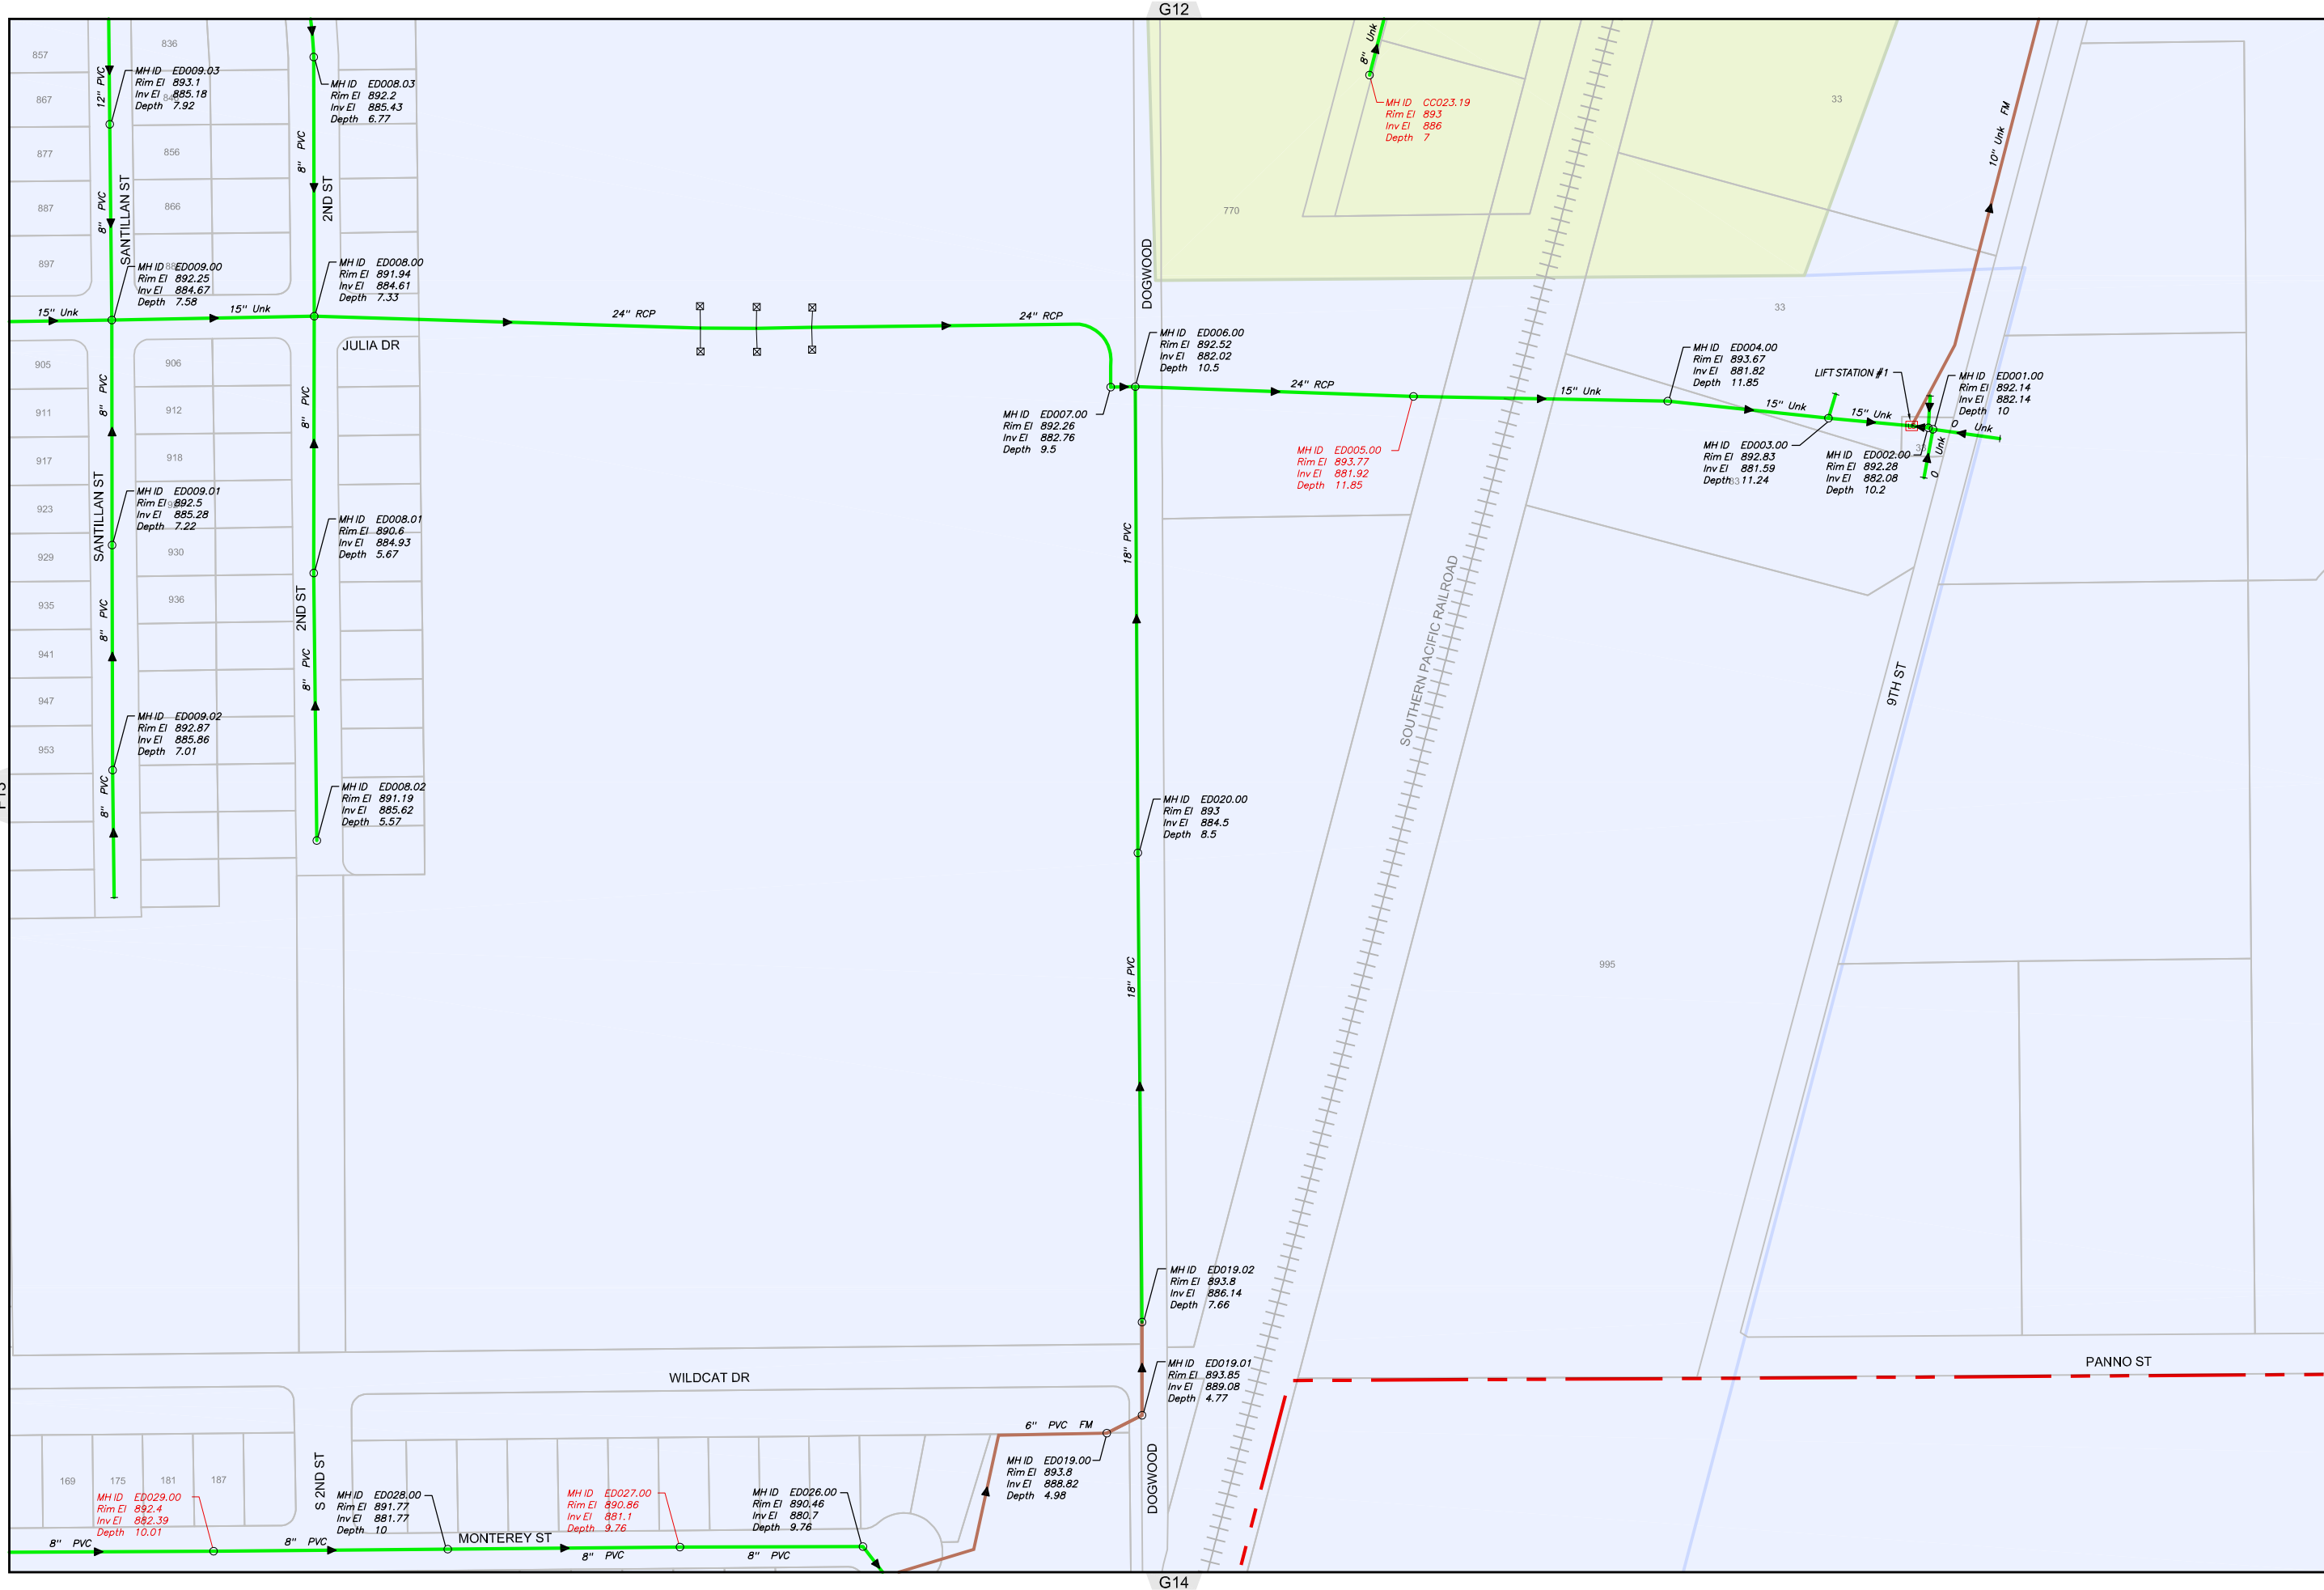 G12
857
836
867
877
856
887
866
897
12" PVC
MH ID ED009.03
Rim El 893.1
Inv El 885.18
Depth 7.92
MH ID ED008.03
Rim El 892.2
Inv El 885.43
Depth 6.77
8" PVC
8" PVC
SANTILLAN ST
2ND ST
8" Unk
MH ID CC023.19
Rim El 893
Inv El 886
Depth 7
33
770
10" Unk FM
MH ID ED009.00
Rim El 892.25
Inv El 884.67
Depth 7.58
MH ID ED008.00
Rim El 891.94
Inv El 884.61
Depth 7.33
15" Unk
15" Unk
24" RCP
24" RCP
DOGWOOD
33
JULIA DR
MH ID ED006.00
Rim El 892.52
Inv El 882.02
Depth 10.5
MH ID ED004.00
Rim El 893.67
Inv El 881.82
Depth 11.85
LIFT STATION #1
MH ID ED001.00
Rim El 892.14
Inv El 882.14
Depth 10
905
906
911
912
917
918
923
929
930
935
936
941
947
953
8" PVC
8" PVC
24" RCP
15" Unk
15" Unk
15" Unk
0 Unk
0 Unk
MH ID ED007.00
Rim El 892.26
Inv El 882.76
Depth 9.5
MH ID ED005.00
Rim El 893.77
Inv El 881.92
Depth 11.85
MH ID ED003.00
Rim El 892.83
Inv El 881.59
Depth 11.24
MH ID ED002.00
Rim El 892.28
Inv El 882.08
Depth 10.2
SANTILLAN ST
MH ID ED009.01
Rim El 892.5
Inv El 885.28
Depth 7.22
MH ID ED008.01
Rim El 890.6
Inv El 884.93
Depth 5.67
18" PVC
2ND ST
8" PVC
8" PVC
SOUTHERN PACIFIC RAILROAD
9TH ST
MH ID ED009.02
Rim El 892.87
Inv El 885.86
Depth 7.01
8" PVC
MH ID ED008.02
Rim El 891.19
Inv El 885.62
Depth 5.57
MH ID ED020.00
Rim El 893
Inv El 884.5
Depth 8.5
18" PVC
995
MH ID ED019.02
Rim El 893.8
Inv El 886.14
Depth 7.66
WILDCAT DR
MH ID ED019.01
Rim El 893.85
Inv El 889.08
Depth 4.77
PANNO ST
6" PVC FM
MH ID ED019.00
Rim El 893.8
Inv El 888.82
Depth 4.98
DOGWOOD
169
175
181
187
S 2ND ST
MH ID ED029.00
Rim El 892.4
Inv El 882.39
Depth 10.01
MH ID ED028.00
Rim El 891.77
Inv El 881.77
Depth 10
MH ID ED027.00
Rim El 890.86
Inv El 881.1
Depth 9.76
MH ID ED026.00
Rim El 890.46
Inv El 880.7
Depth 9.76
8" PVC
8" PVC
MONTEREY ST
8" PVC
8" PVC
G14